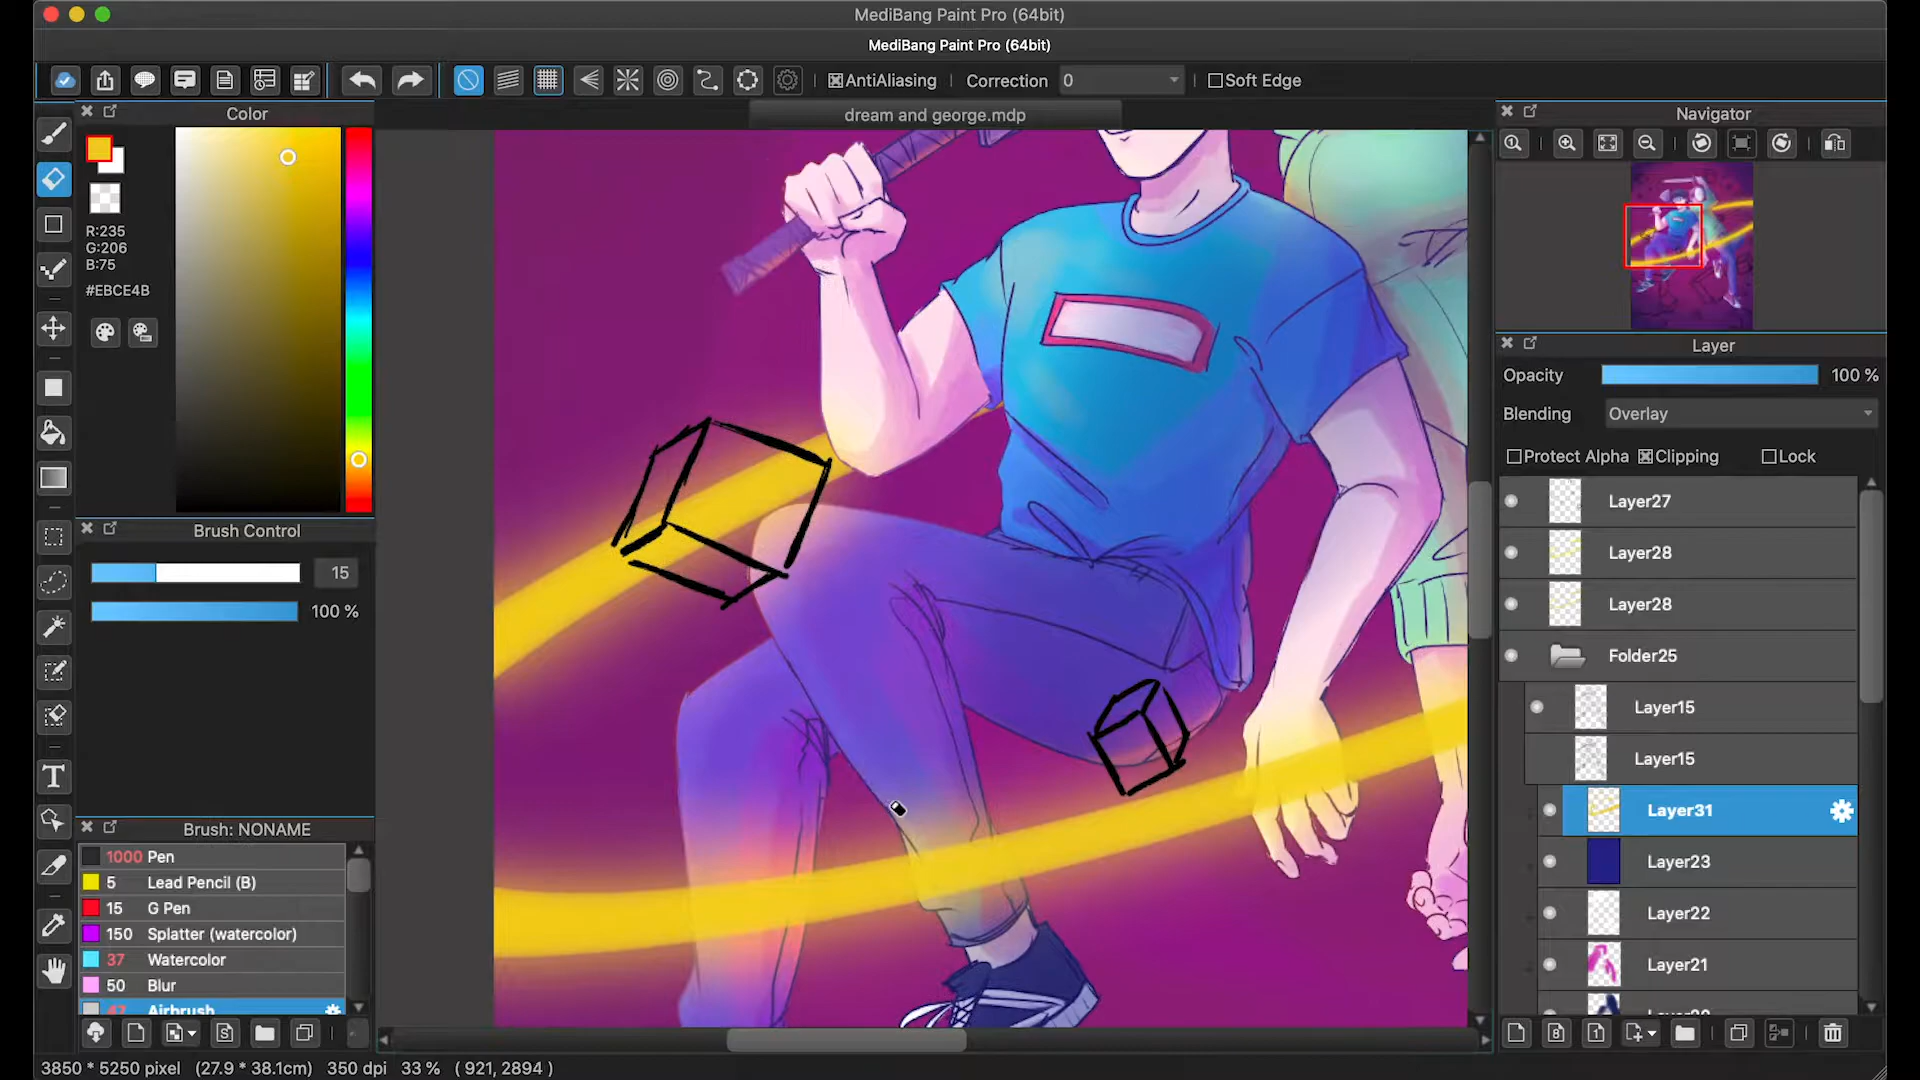 MediBang Paint Pro (64bit)
MediBang Paint Pro (64bit)
AntiAliasing
Correction 0
Soft Edge
dream and george.mdp
Color
R:235
G:206
B:75
#EBCE4B
Brush Control
15
100 %
Brush: NONAME
1000 Pen
5 Lead Pencil (B)
15 G Pen
150 Splatter (watercolor)
37 Watercolor
50 Blur
47 Airbrush
Navigator
Layer
Opacity 100 %
Blending Overlay
Protect Alpha Clipping Lock
Layer27
Layer28
Layer28
Folder25
Layer15
Layer15
Layer31
Layer23
Layer22
Layer21
3850 * 5250 pixel (27.9 * 38.1cm) 350 dpi 33 % ( 921, 2894 )